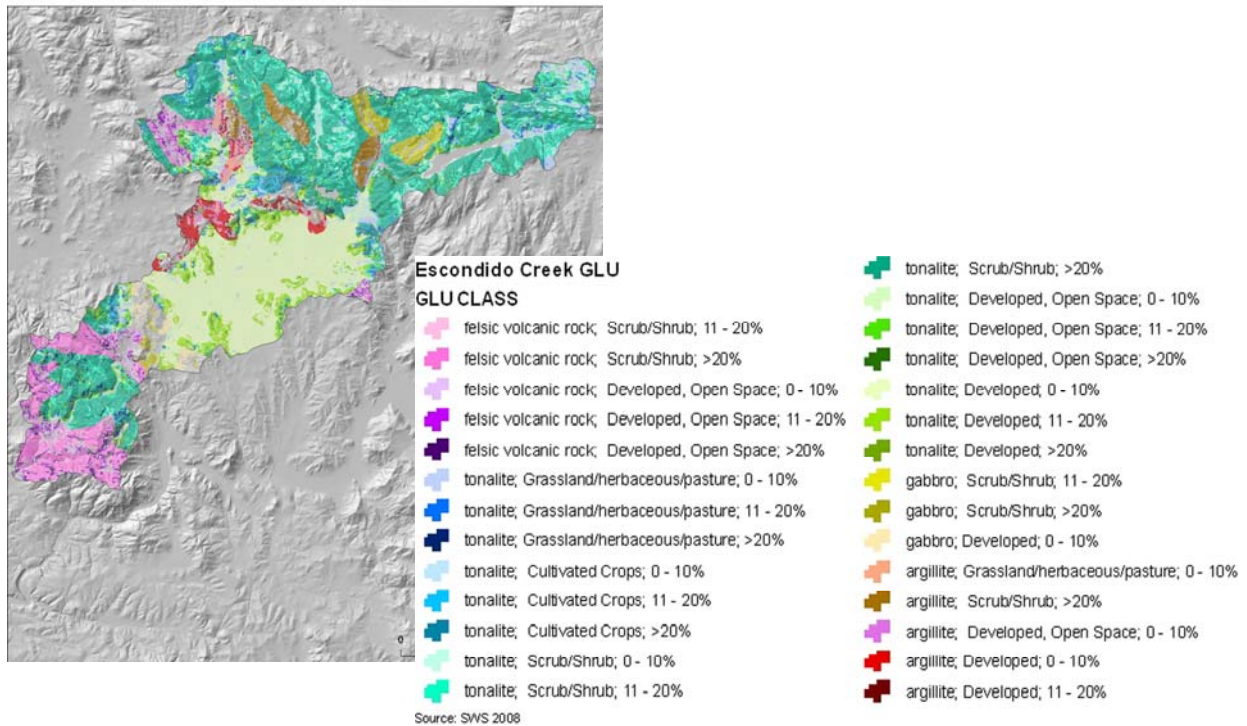 Escondido Creek GLU
GLU CLASS
felsic volcanic rock; Scrub/Shrub; 11 - 20%
felsic volcanic rock; Scrub/Shrub; >20%
felsic volcanic rock; Developed, Open Space; 0 - 10%
felsic volcanic rock; Developed, Open Space; 11 - 20%
felsic volcanic rock; Developed, Open Space; >20%
tonalite; Grassland/herbaceous/pasture; 0 - 10%
tonalite; Grassland/herbaceous/pasture; 11 - 20%
tonalite; Grassland/herbaceous/pasture; >20%
tonalite; Cultivated Crops; 0 - 10%
tonalite; Cultivated Crops; 11 - 20%
tonalite; Cultivated Crops; >20%
tonalite; Scrub/Shrub; 0 - 10%
tonalite; Scrub/Shrub; 11 - 20%
tonalite; Scrub/Shrub; >20%
tonalite; Developed, Open Space; 0 - 10%
tonalite; Developed, Open Space; 11 - 20%
tonalite; Developed, Open Space; >20%
tonalite; Developed; 0 - 10%
tonalite; Developed; 11 - 20%
tonalite; Developed; >20%
gabbro; Scrub/Shrub; 11 - 20%
gabbro; Scrub/Shrub; >20%
gabbro; Developed; 0 - 10%
argillite; Grassland/herbaceous/pasture; 0 - 10%
argillite; Scrub/Shrub; >20%
argillite; Developed, Open Space; 0 - 10%
argillite; Developed; 0 - 10%
argillite; Developed; 11 - 20%
Source: SWS 2008
0